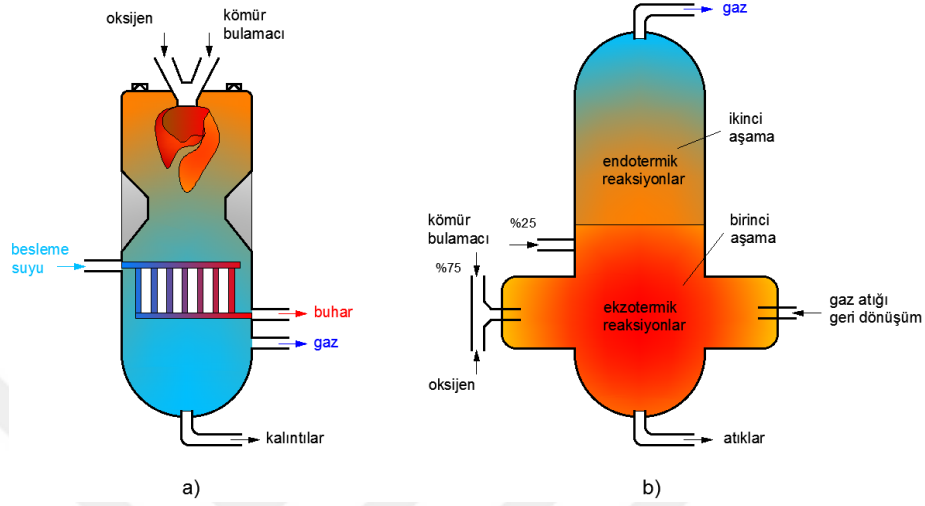 oksijen
kömür
bulamacı
besleme
suyu
buhar
gaz
kalıntılar
a)
gaz
ikinci
aşama
endotermik
reaksiyonlar
kömür
bulamacı
%25
%75
birinci
aşama
ekzotermik
reaksiyonlar
gaz atığı
geri dönüşüm
oksijen
atıklar
b)